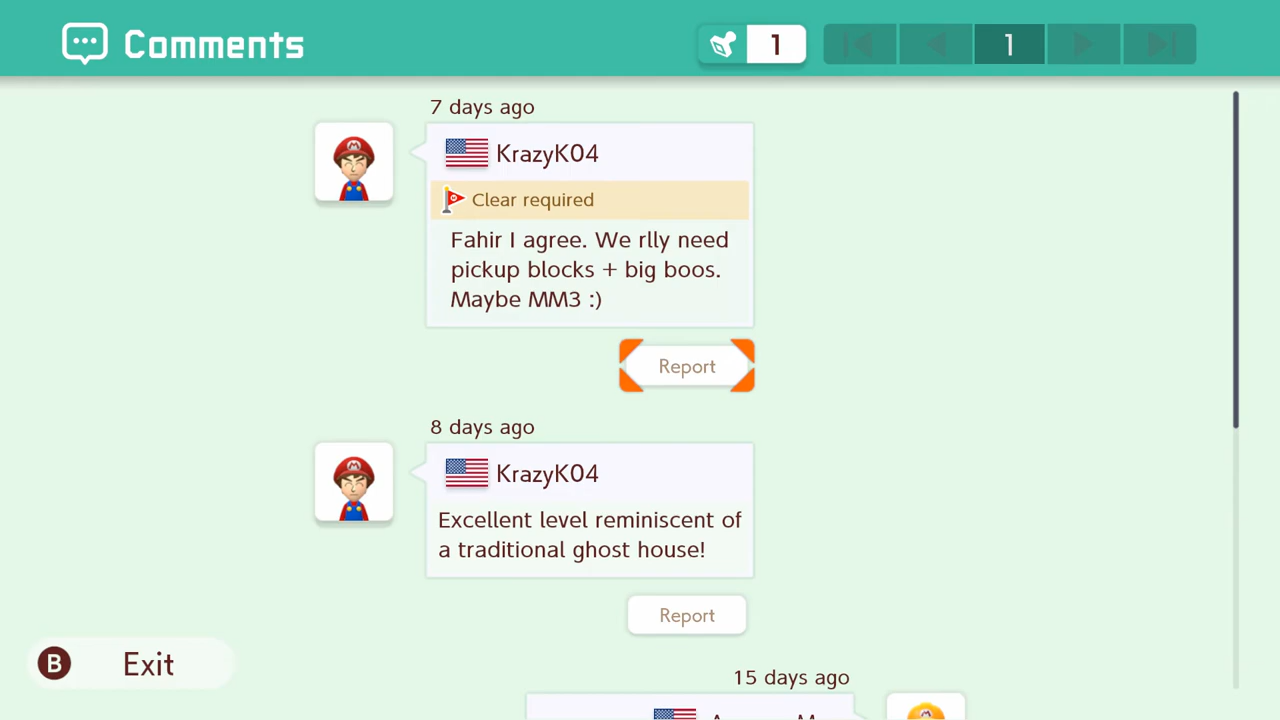 Comments
1
1
7 days ago
KrazyK04
Clear required
Fahir I agree. We rlly need
pickup blocks + big boos.
Maybe MM3 :)
Report
8 days ago
KrazyK04
Excellent level reminiscent of
a traditional ghost house!
Report
15 days ago
B Exit